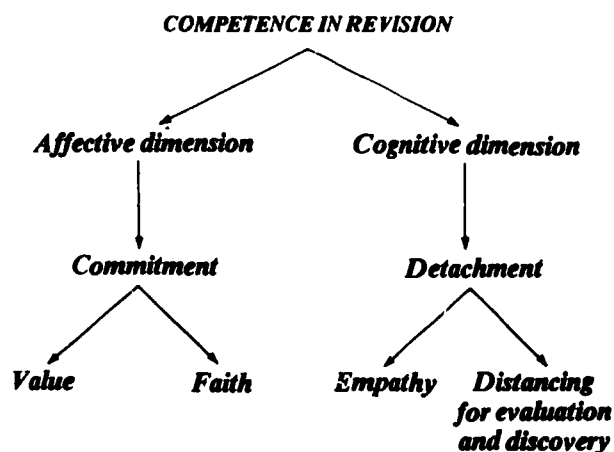 COMPETENCE IN REVISION
Affective dimension
Cognitive dimension
Commitment
Detachment
Value
Faith
Empathy
Distancing
for evaluation
and discovery